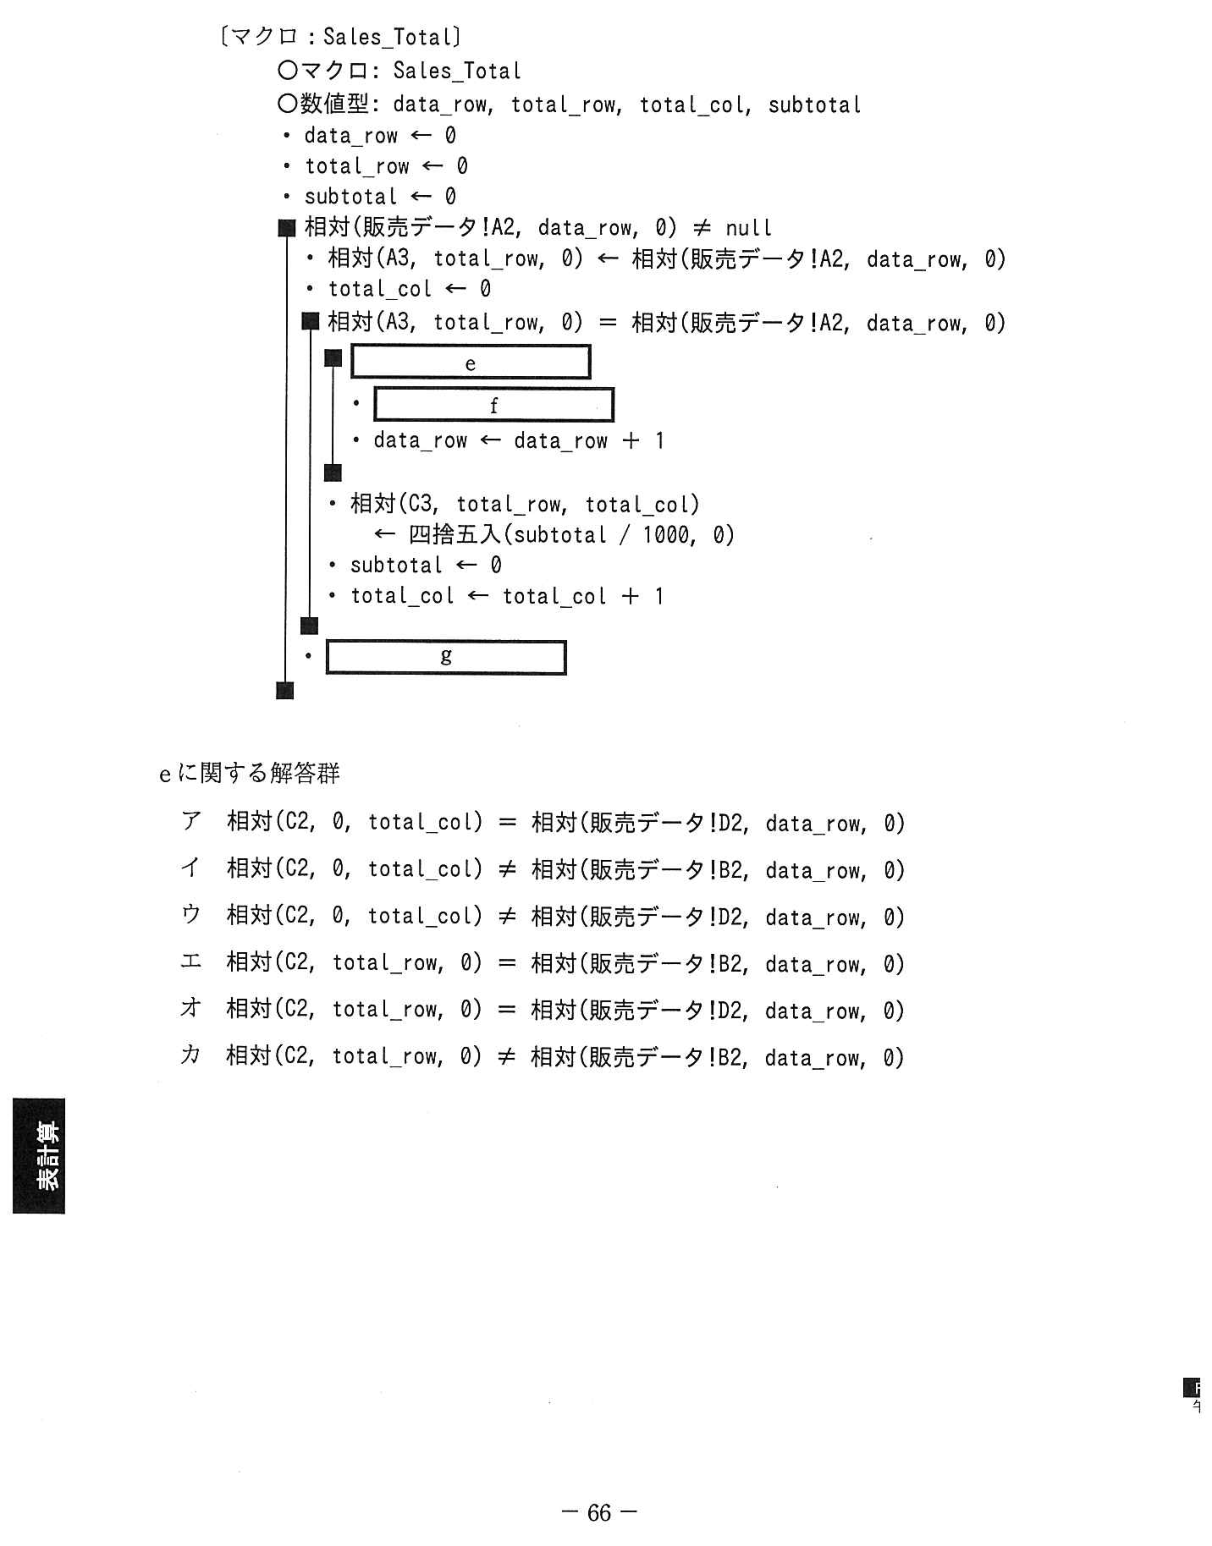 〔マクロ：Sales_Total〕
○マクロ: Sales_Total
○数値型: data_row, total_row, total_col, subtotal
・data_row ← 0
・total_row ← 0
・subtotal ← 0
■相対(販売データ!A2, data_row, 0) ≠ null
・相対(A3, total_row, 0) ← 相対(販売データ!A2, data_row, 0)
・total_col ← 0
■相対(A3, total_row, 0) ＝ 相対(販売データ!A2, data_row, 0)
■ e
・ f
・data_row ← data_row ＋ 1
・相対(C3, total_row, total_col)
← 四捨五入(subtotal / 1000, 0)
・subtotal ← 0
・total_col ← total_col ＋ 1
・ g
eに関する解答群
ア 相対(C2, 0, total_col) ＝ 相対(販売データ!D2, data_row, 0)
イ 相対(C2, 0, total_col) ≠ 相対(販売データ!B2, data_row, 0)
ウ 相対(C2, 0, total_col) ≠ 相対(販売データ!D2, data_row, 0)
エ 相対(C2, total_row, 0) ＝ 相対(販売データ!B2, data_row, 0)
オ 相対(C2, total_row, 0) ＝ 相対(販売データ!D2, data_row, 0)
カ 相対(C2, total_row, 0) ≠ 相対(販売データ!B2, data_row, 0)
表計算
－ 66 －